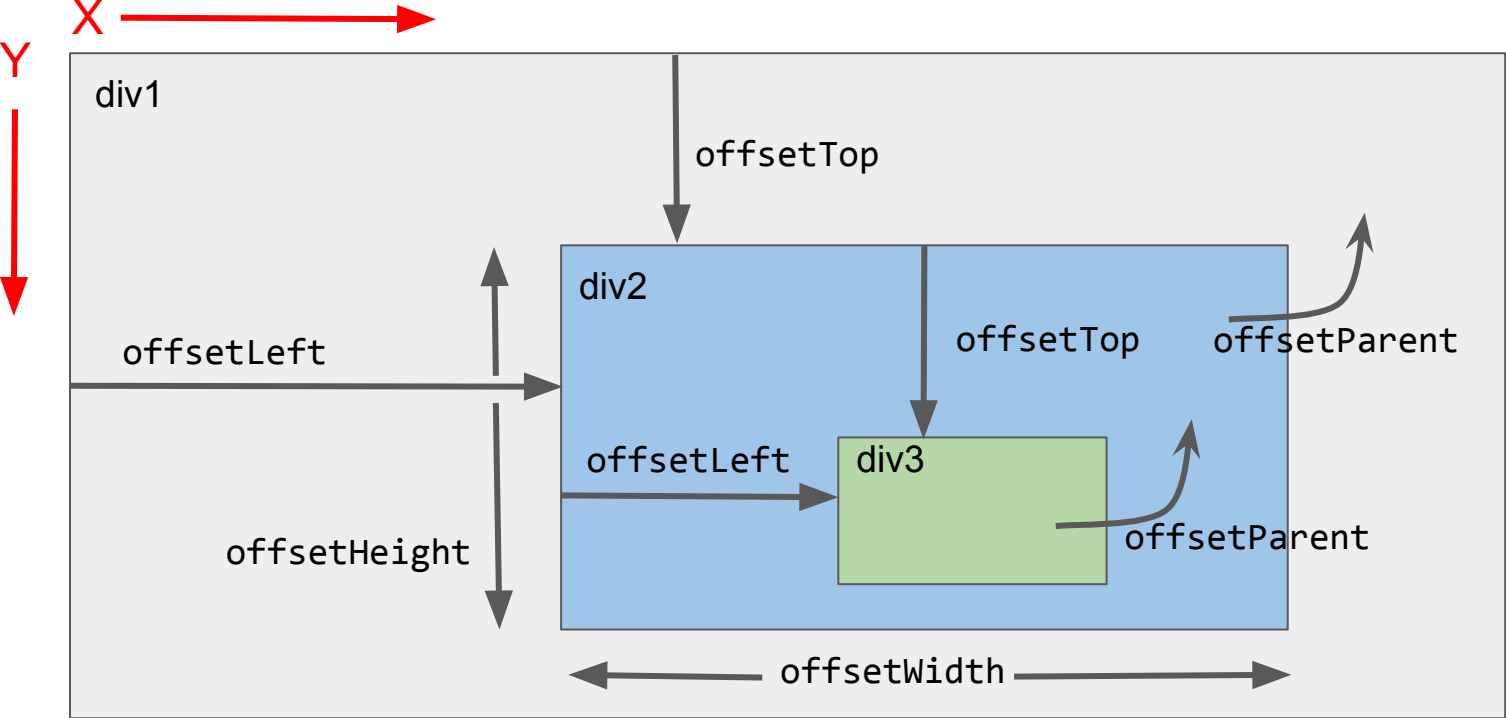 X
Y
div1
offsetTop
div2
offsetTop
offsetParent
offsetLeft
offsetLeft
div3
offsetParent
offsetHeight
offsetWidth